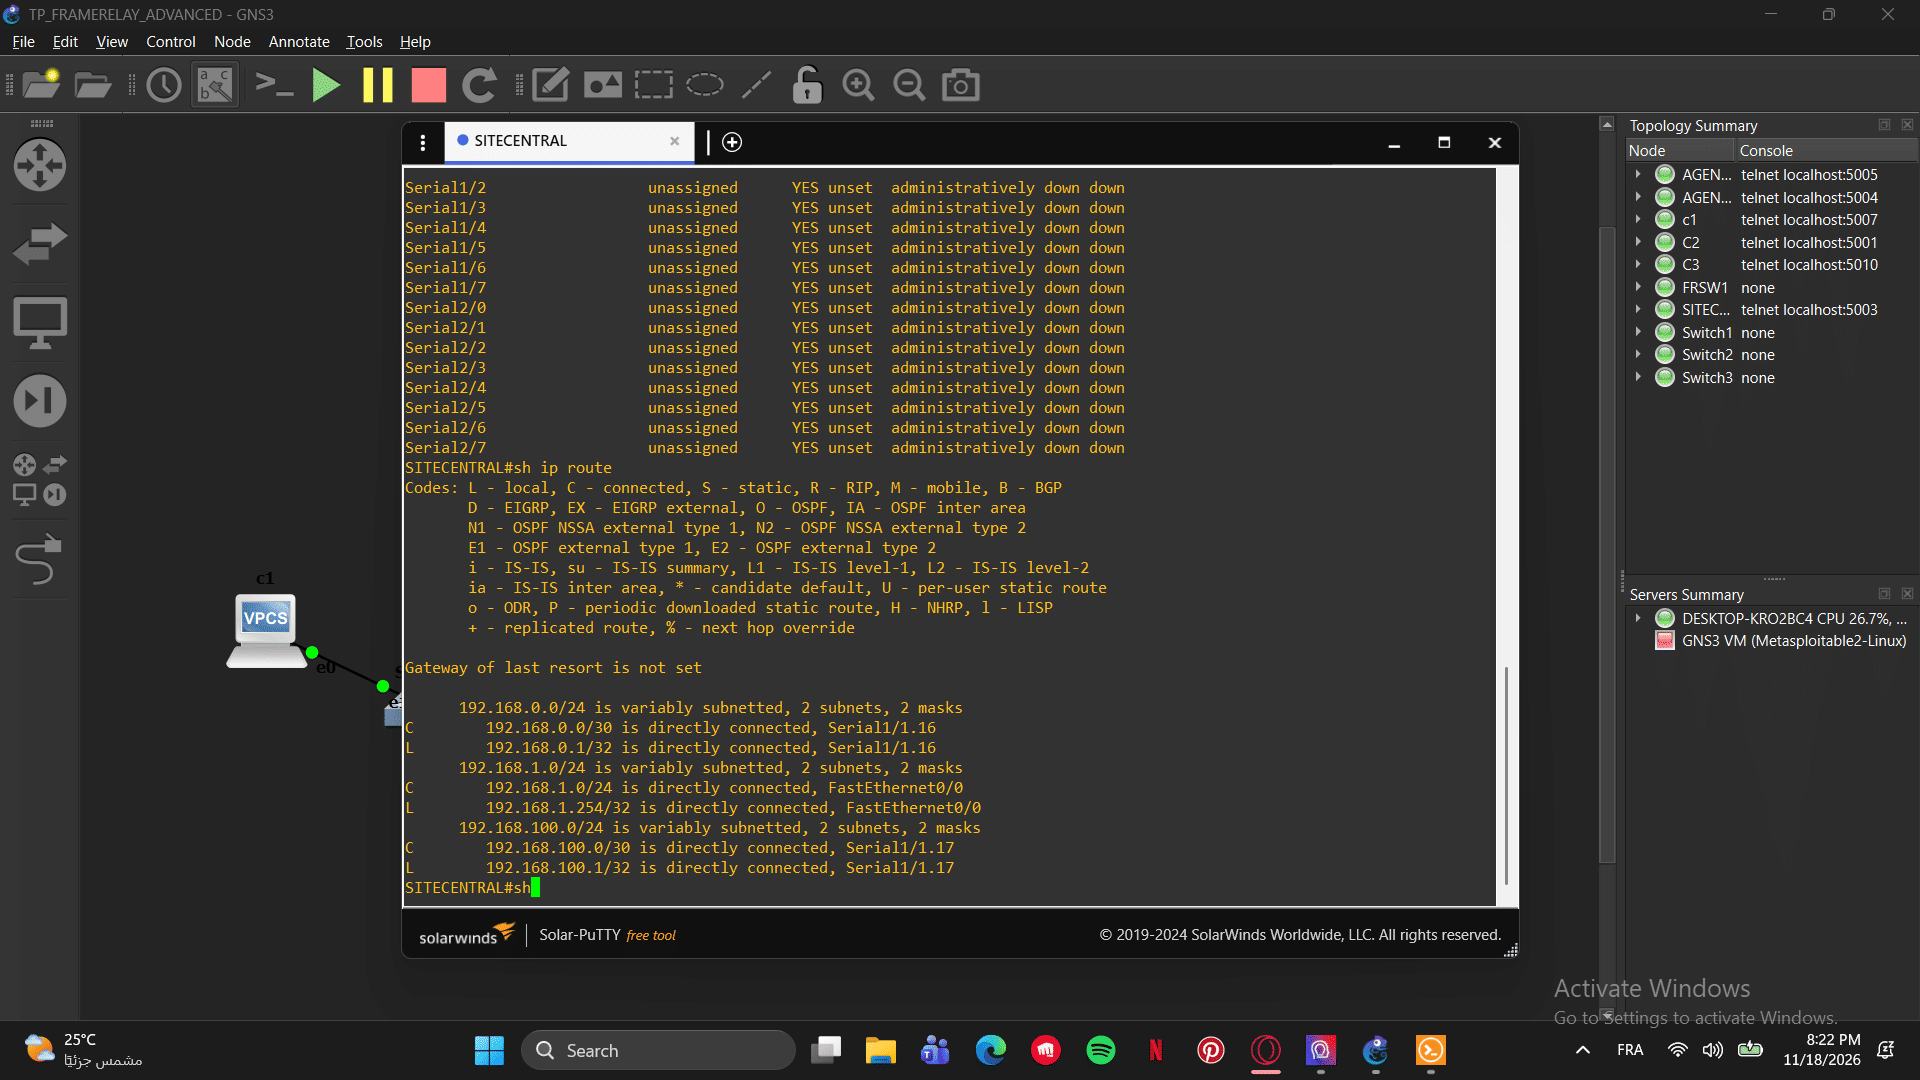 TP_FRAMERELAY_ADVANCED - GNS3
File Edit View Control Node Annotate Tools Help
SITECENTRAL
Serial1/2 unassigned YES unset administratively down down
Serial1/3 unassigned YES unset administratively down down
Serial1/4 unassigned YES unset administratively down down
Serial1/5 unassigned YES unset administratively down down
Serial1/6 unassigned YES unset administratively down down
Serial1/7 unassigned YES unset administratively down down
Serial2/0 unassigned YES unset administratively down down
Serial2/1 unassigned YES unset administratively down down
Serial2/2 unassigned YES unset administratively down down
Serial2/3 unassigned YES unset administratively down down
Serial2/4 unassigned YES unset administratively down down
Serial2/5 unassigned YES unset administratively down down
Serial2/6 unassigned YES unset administratively down down
Serial2/7 unassigned YES unset administratively down down
SITECENTRAL#sh ip route
Codes: L - local, C - connected, S - static, R - RIP, M - mobile, B - BGP
D - EIGRP, EX - EIGRP external, O - OSPF, IA - OSPF inter area
N1 - OSPF NSSA external type 1, N2 - OSPF NSSA external type 2
E1 - OSPF external type 1, E2 - OSPF external type 2
i - IS-IS, su - IS-IS summary, L1 - IS-IS level-1, L2 - IS-IS level-2
ia - IS-IS inter area, * - candidate default, U - per-user static route
o - ODR, P - periodic downloaded static route, H - NHRP, l - LISP
+ - replicated route, % - next hop override
Gateway of last resort is not set
192.168.0.0/24 is variably subnetted, 2 subnets, 2 masks
C 192.168.0.0/30 is directly connected, Serial1/1.16
L 192.168.0.1/32 is directly connected, Serial1/1.16
192.168.1.0/24 is variably subnetted, 2 subnets, 2 masks
C 192.168.1.0/24 is directly connected, FastEthernet0/0
L 192.168.1.254/32 is directly connected, FastEthernet0/0
192.168.100.0/24 is variably subnetted, 2 subnets, 2 masks
C 192.168.100.0/30 is directly connected, Serial1/1.17
L 192.168.100.1/32 is directly connected, Serial1/1.17
SITECENTRAL#sh
solarwinds Solar-PuTTY free tool © 2019-2024 SolarWinds Worldwide, LLC. All rights reserved.
c1
VPCS
e0
Topology Summary
Node Console
AGEN... telnet localhost:5005
AGEN... telnet localhost:5004
c1 telnet localhost:5007
C2 telnet localhost:5001
C3 telnet localhost:5010
FRSW1 none
SITEC... telnet localhost:5003
Switch1 none
Switch2 none
Switch3 none
Servers Summary
DESKTOP-KRO2BC4 CPU 26.7%, ...
GNS3 VM (Metasploitable2-Linux)
Activate Windows
Go to Settings to activate Windows.
25°C
مشمس جزئيًا
Search
FRA
8:22 PM
11/18/2026